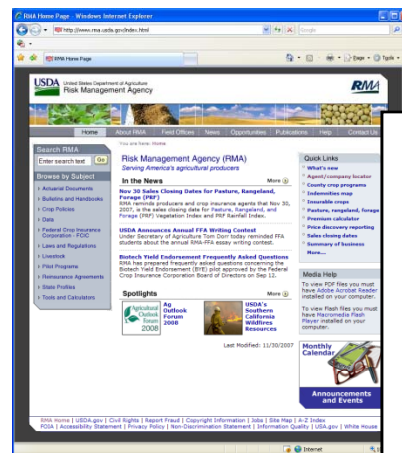 RMA Home Page - Windows Internet Explorer
http://www.rma.usda.gov/index.html
Google
RMA Home Page
Page
Tools
USDA United States Department of Agriculture
Risk Management Agency
RMA
Home About RMA Field Offices News Opportunities Publications Help Contact Us
You are here: Home
Search RMA
Enter search text Go
Browse by Subject
Actuarial Documents
Bulletins and Handbooks
Crop Policies
Data
Federal Crop Insurance
Corporation - FCIC
Laws and Regulations
Livestock
Pilot Programs
Reinsurance Agreements
State Profiles
Tools and Calculators
Risk Management Agency (RMA)
Serving America's agricultural producers
In the News
More
Nov 30 Sales Closing Dates for Pasture, Rangeland,
Forage (PRF)
RMA reminds producers and crop insurance agents that Nov 30,
2007, is the sales closing date for Pasture, Rangeland, and
Forage (PRF) Vegetation Index and PRF Rainfall Index.
USDA Announces Annual FFA Writing Contest
Under Secretary of Agriculture Tom Dorr today reminded FFA
students about the annual RMA-FFA essay writing contest.
Biotech Yield Endorsement Frequently Asked Questions
RMA has prepared frequently asked questions concerning the
Biotech Yield Endorsement (BYE) pilot approved by the Federal
Crop Insurance Corporation Board of Directors on Sep 12.
Spotlights
More
Agricultural
Outlook
Forum
2008
Ag
Outlook
Forum
2008
USDA's
Southern
California
Wildfires
Resources
Last Modified: 11/30/2007
Quick Links
What's new
Agent/company locator
County crop programs
Indemnities map
Insurable crops
Pasture, rangeland, forage
Premium calculator
Price discovery reporting
Sales closing dates
Summary of business
More...
Media Help
To view PDF files you must
have Adobe Acrobat Reader
installed on your computer.
To view Flash files you must
have Macromedia Flash
Player installed on your
computer.
Monthly
Calendar
Announcements
and Events
RMA Home | USDA.gov | Civil Rights | Report Fraud | Copyright Information | Jobs | Site Map | A-Z Index
FOIA | Accessibility Statement | Privacy Policy | Non-Discrimination Statement | Information Quality | USA.gov | White House
Internet